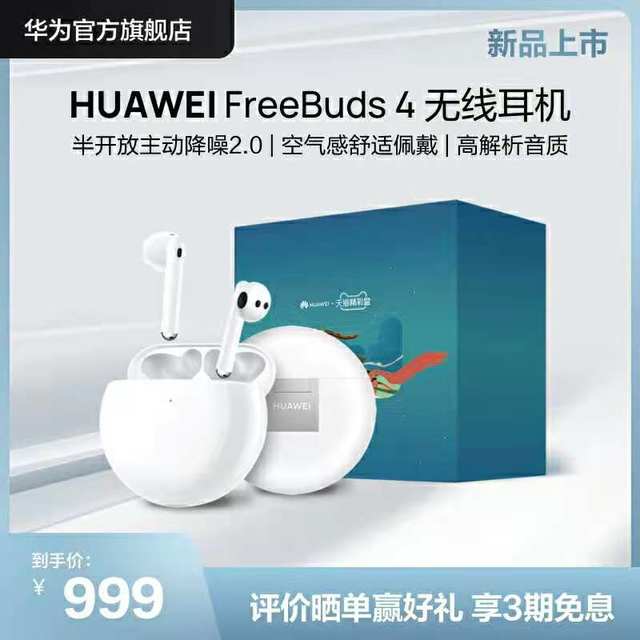 华为官方旗舰店
新品上市
HUAWEI FreeBuds 4 无线耳机
半开放主动降噪2.0 | 空气感舒适佩戴 | 高解析音质
HUAWEI · 天猫精彩盒
HUAWEI
到手价：
¥ 999
评价晒单赢好礼 享3期免息